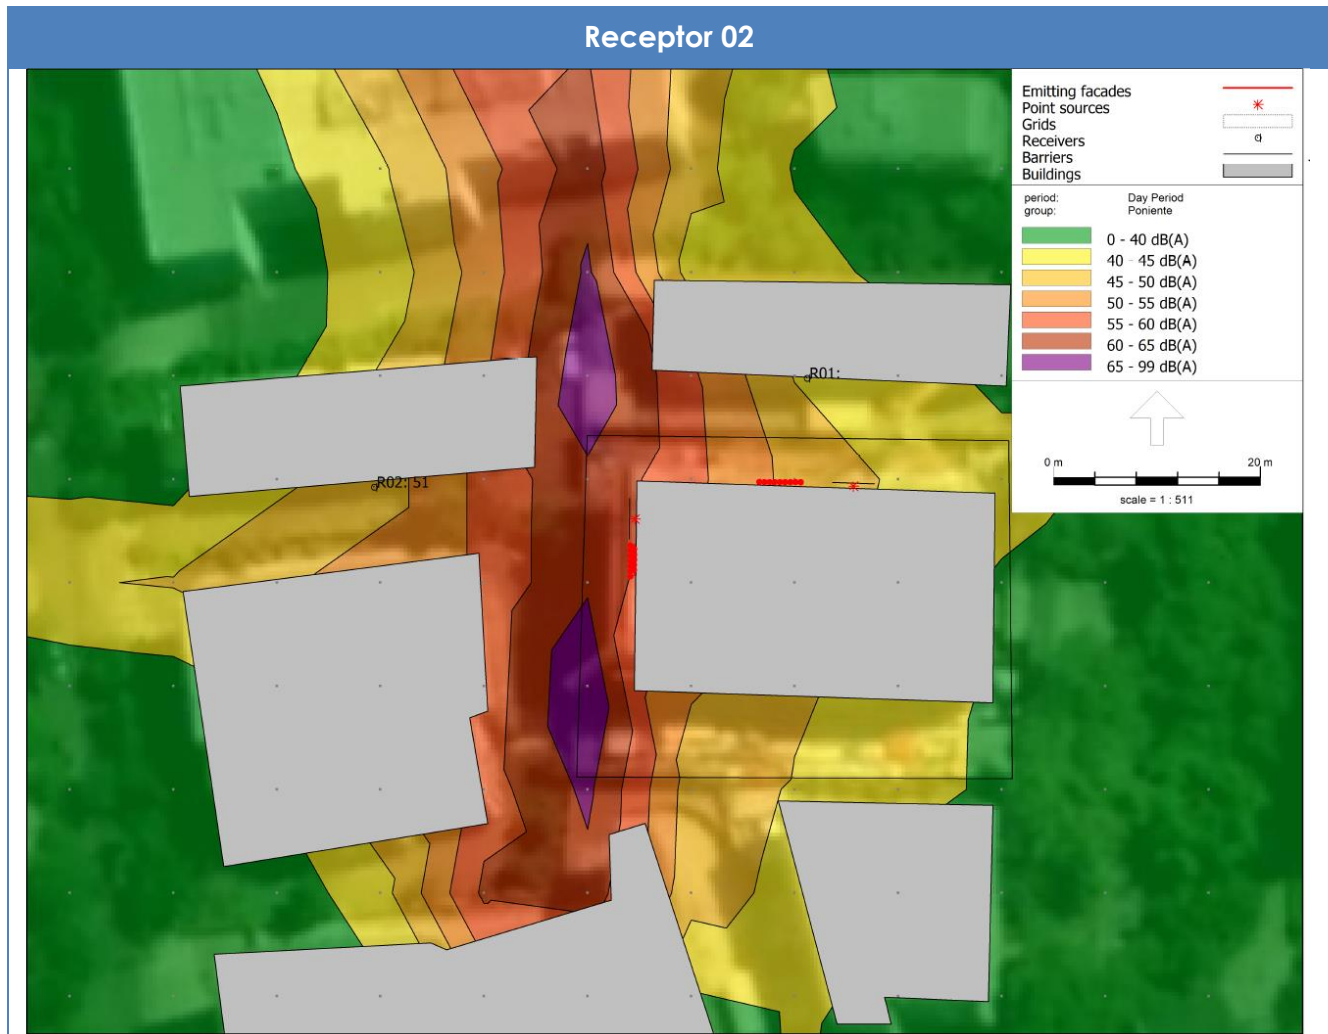 Receptor 02
Emitting facades
Point sources
Grids
Receivers
Barriers
Buildings
period: Day Period
group: Poniente
0 - 40 dB(A)
40 - 45 dB(A)
45 - 50 dB(A)
50 - 55 dB(A)
55 - 60 dB(A)
60 - 65 dB(A)
65 - 99 dB(A)
R01:
0 m 20 m
R02: 51
scale = 1 : 511